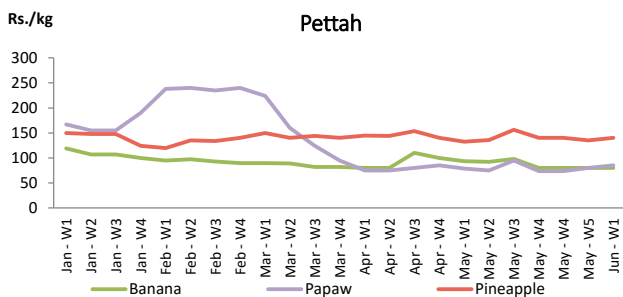 Rs./kg
Pettah
300
250
200
150
100
50
0
Jan - W1
Jan - W2
Jan - W3
Jan - W4
Feb - W1
Feb - W2
Feb - W3
Feb - W4
Mar - W1
Mar - W2
Mar - W3
Mar - W4
Apr - W1
Apr - W2
Apr - W3
Apr - W4
May - W1
May - W2
May - W3
May - W4
May - W5
Jun - W1
Banana Papaw Pineapple